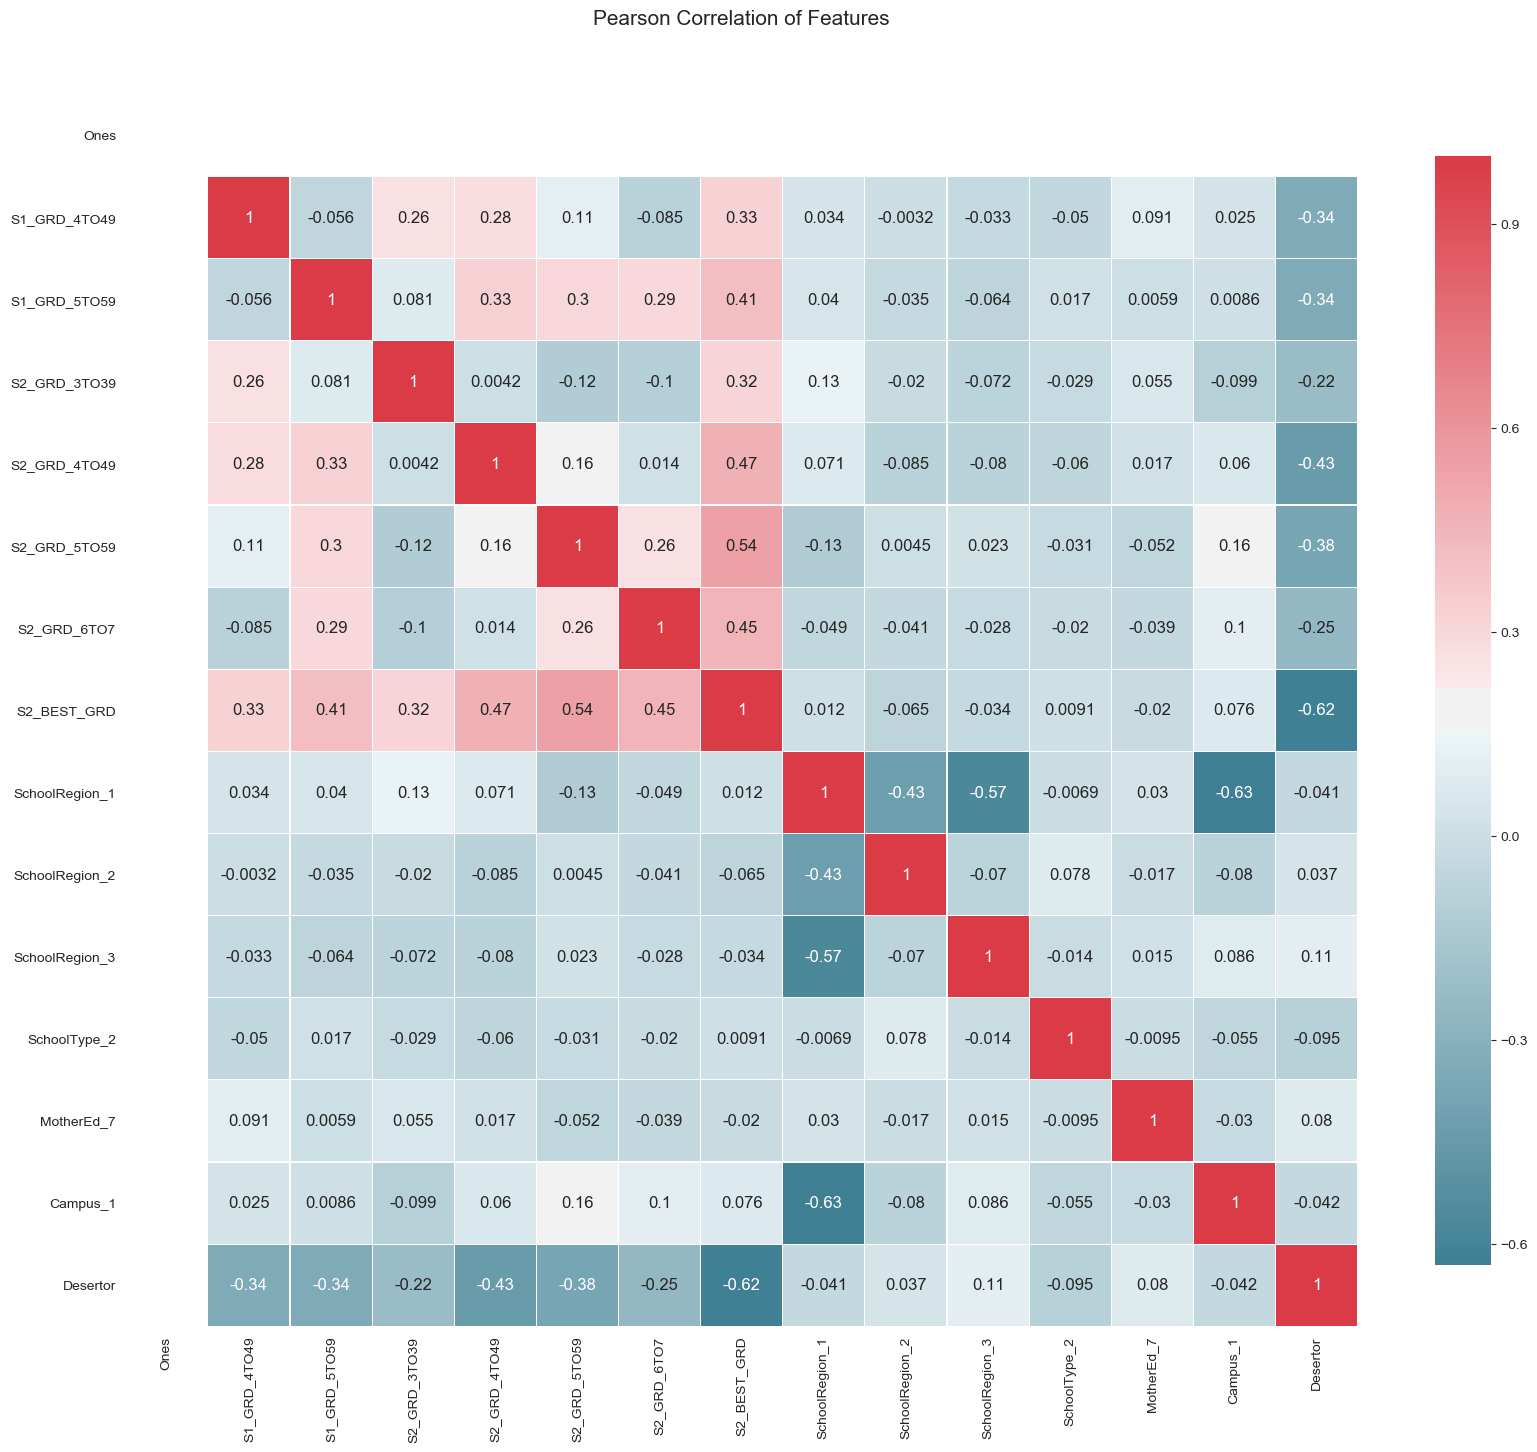 Pearson Correlation of Features
Ones
S1_GRD_4TO49 1 -0.056 0.26 0.28 0.11 -0.085 0.33 0.034 -0.0032 -0.033 -0.05 0.091 0.025 -0.34
S1_GRD_5TO59 -0.056 1 0.081 0.33 0.3 0.29 0.41 0.04 -0.035 -0.064 0.017 0.0059 0.0086 -0.34
S2_GRD_3TO39 0.26 0.081 1 0.0042 -0.12 -0.1 0.32 0.13 -0.02 -0.072 -0.029 0.055 -0.099 -0.22
S2_GRD_4TO49 0.28 0.33 0.0042 1 0.16 0.014 0.47 0.071 -0.085 -0.08 -0.06 0.017 0.06 -0.43
S2_GRD_5TO59 0.11 0.3 -0.12 0.16 1 0.26 0.54 -0.13 0.0045 0.023 -0.031 -0.052 0.16 -0.38
S2_GRD_6TO7 -0.085 0.29 -0.1 0.014 0.26 1 0.45 -0.049 -0.041 -0.028 -0.02 -0.039 0.1 -0.25
S2_BEST_GRD 0.33 0.41 0.32 0.47 0.54 0.45 1 0.012 -0.065 -0.034 0.0091 -0.02 0.076 -0.62
SchoolRegion_1 0.034 0.04 0.13 0.071 -0.13 -0.049 0.012 1 -0.43 -0.57 -0.0069 0.03 -0.63 -0.041
SchoolRegion_2 -0.0032 -0.035 -0.02 -0.085 0.0045 -0.041 -0.065 -0.43 1 -0.07 0.078 -0.017 -0.08 0.037
SchoolRegion_3 -0.033 -0.064 -0.072 -0.08 0.023 -0.028 -0.034 -0.57 -0.07 1 -0.014 0.015 0.086 0.11
SchoolType_2 -0.05 0.017 -0.029 -0.06 -0.031 -0.02 0.0091 -0.0069 0.078 -0.014 1 -0.0095 -0.055 -0.095
MotherEd_7 0.091 0.0059 0.055 0.017 -0.052 -0.039 -0.02 0.03 -0.017 0.015 -0.0095 1 -0.03 0.08
Campus_1 0.025 0.0086 -0.099 0.06 0.16 0.1 0.076 -0.63 -0.08 0.086 -0.055 -0.03 1 -0.042
Desertor -0.34 -0.34 -0.22 -0.43 -0.38 -0.25 -0.62 -0.041 0.037 0.11 -0.095 0.08 -0.042 1
Ones
S1_GRD_4TO49
S1_GRD_5TO59
S2_GRD_3TO39
S2_GRD_4TO49
S2_GRD_5TO59
S2_GRD_6TO7
S2_BEST_GRD
SchoolRegion_1
SchoolRegion_2
SchoolRegion_3
SchoolType_2
MotherEd_7
Campus_1
Desertor
0.9
0.6
0.3
0.0
−0.3
−0.6